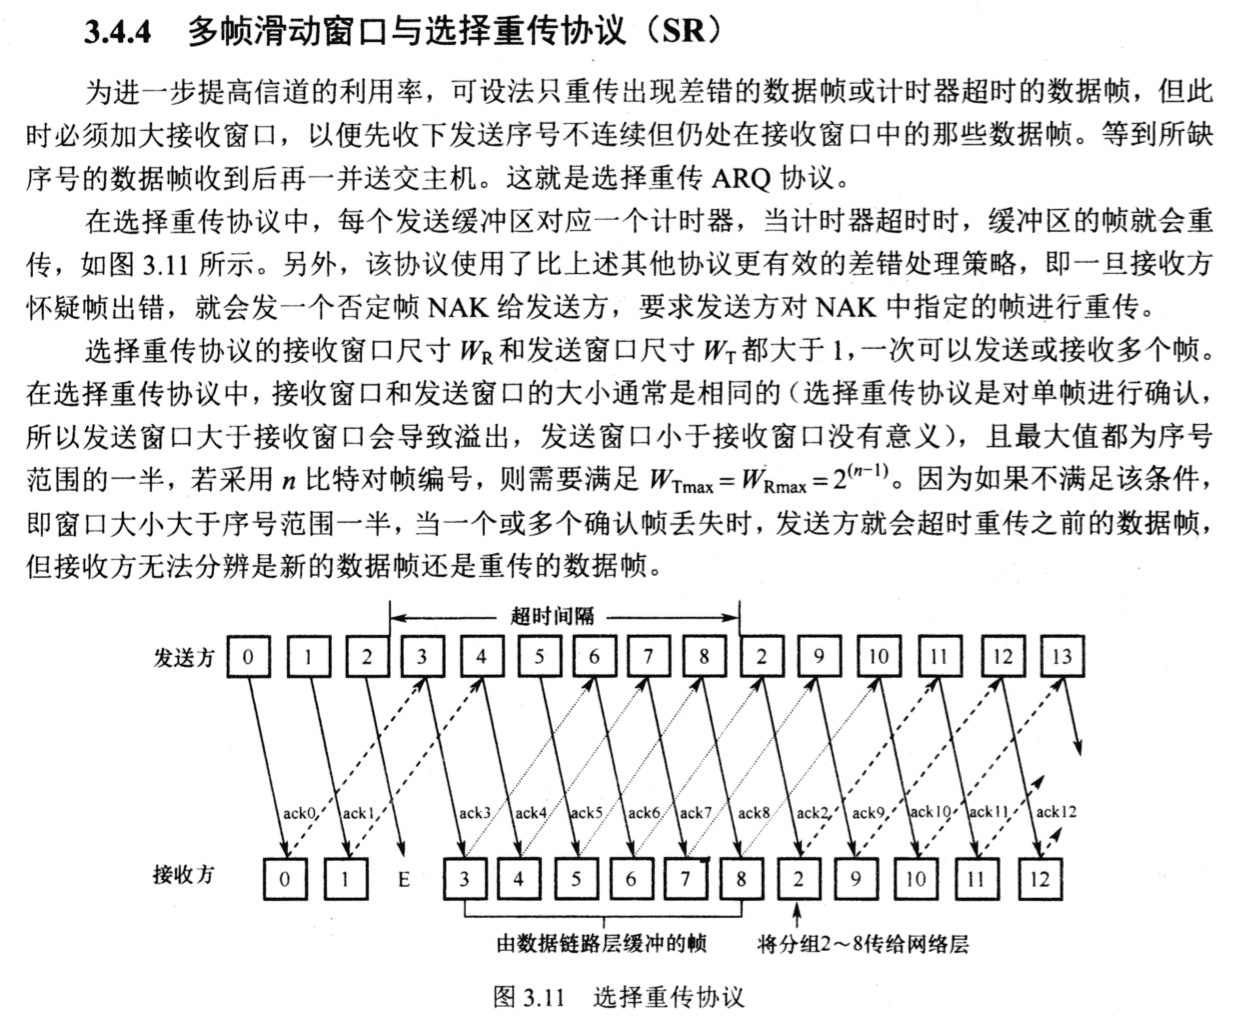 3.4.4 多帧滑动窗口与选择重传协议（SR）
为进一步提高信道的利用率，可设法只重传出现差错的数据帧或计时器超时的数据帧，但此
时必须加大接收窗口，以便先收下发送序号不连续但仍处在接收窗口中的那些数据帧。等到所缺
序号的数据帧收到后再一并送交主机。这就是选择重传 ARQ 协议。
在选择重传协议中，每个发送缓冲区对应一个计时器，当计时器超时时，缓冲区的帧就会重
传，如图 3.11 所示。另外，该协议使用了比上述其他协议更有效的差错处理策略，即一旦接收方
怀疑帧出错，就会发一个否定帧 NAK 给发送方，要求发送方对 NAK 中指定的帧进行重传。
选择重传协议的接收窗口尺寸 W_R 和发送窗口尺寸 W_T 都大于 1，一次可以发送或接收多个帧。
在选择重传协议中，接收窗口和发送窗口的大小通常是相同的（选择重传协议是对单帧进行确认，
所以发送窗口大于接收窗口会导致溢出，发送窗口小于接收窗口没有意义），且最大值都为序号
范围的一半，若采用 n 比特对帧编号，则需要满足 W_Tmax = W_Rmax = 2^(n−1)。因为如果不满足该条件，
即窗口大小大于序号范围一半，当一个或多个确认帧丢失时，发送方就会超时重传之前的数据帧，
但接收方无法分辨是新的数据帧还是重传的数据帧。
超时间隔
发送方 0 1 2 3 4 5 6 7 8 2 9 10 11 12 13
ack0 ack1 ack3 ack4 ack5 ack6 ack7 ack8 ack2 ack9 ack10 ack11 ack12
接收方 0 1 E 3 4 5 6 7 8 2 9 10 11 12
由数据链路层缓冲的帧 将分组2～8传给网络层
图 3.11 选择重传协议